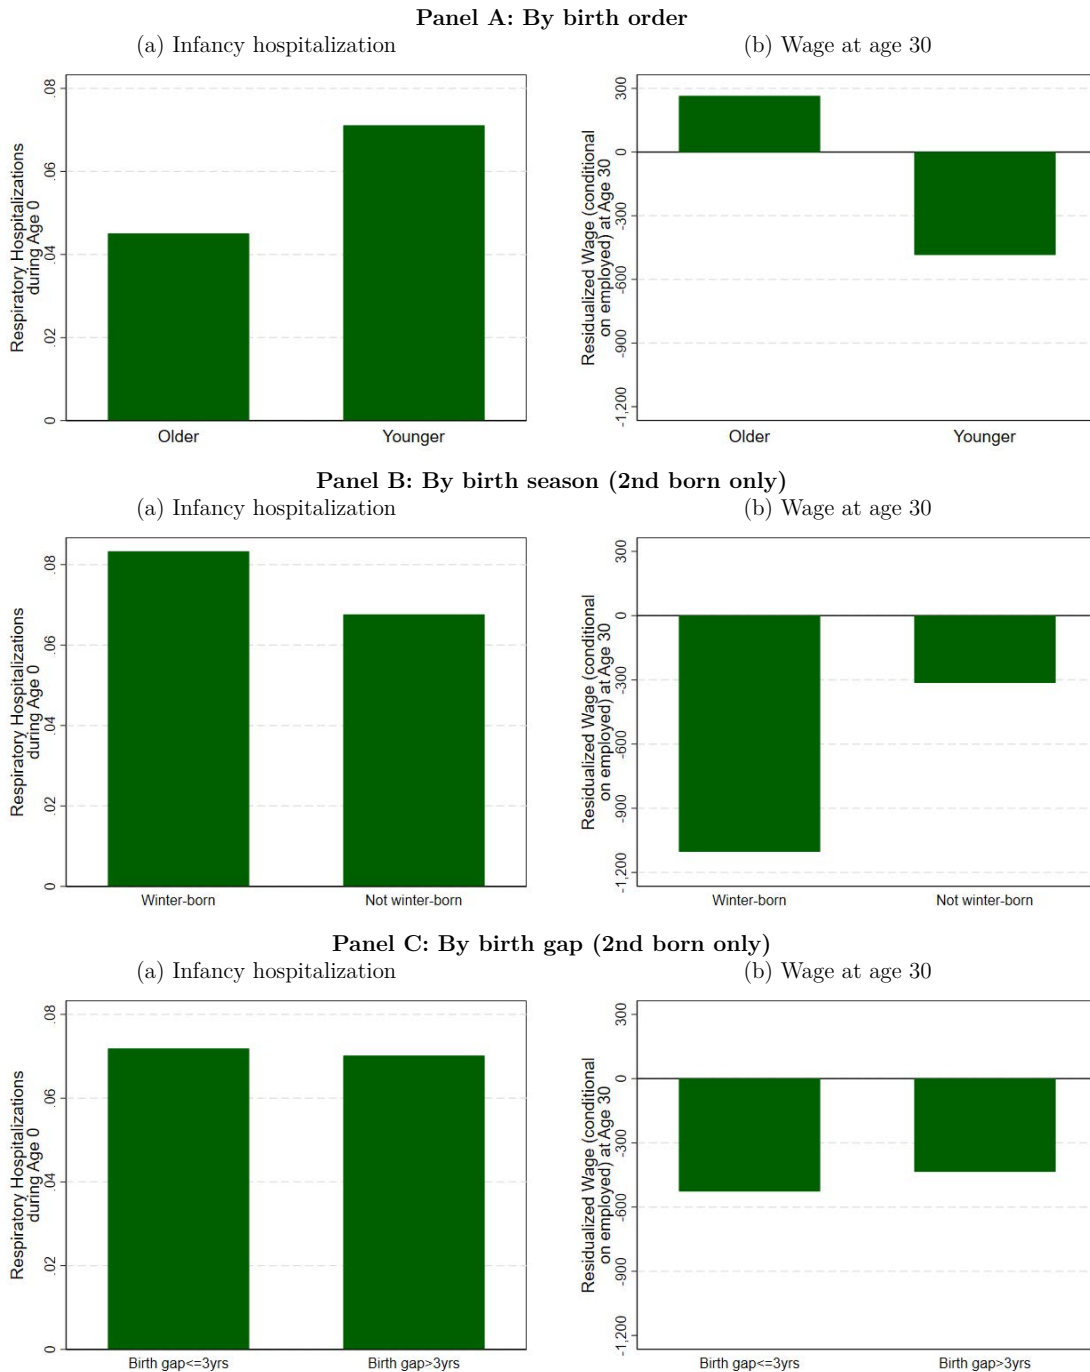 Panel A: By birth order
(a) Infancy hospitalization
(b) Wage at age 30
Respiratory Hospitalizations
during Age 0
0
.02
.04
.06
.08
Older
Younger
Residualized Wage (conditional
on employed) at Age 30
-1,200
-900
-600
-300
0
300
Older
Younger
Panel B: By birth season (2nd born only)
(a) Infancy hospitalization
(b) Wage at age 30
Respiratory Hospitalizations
during Age 0
0
.02
.04
.06
.08
Winter-born
Not winter-born
Residualized Wage (conditional
on employed) at Age 30
-1,200
-900
-600
-300
0
300
Winter-born
Not winter-born
Panel C: By birth gap (2nd born only)
(a) Infancy hospitalization
(b) Wage at age 30
Respiratory Hospitalizations
during Age 0
0
.02
.04
.06
.08
Birth gap<=3yrs
Birth gap>3yrs
Residualized Wage (conditional
on employed) at Age 30
-1,200
-900
-600
-300
0
300
Birth gap<=3yrs
Birth gap>3yrs